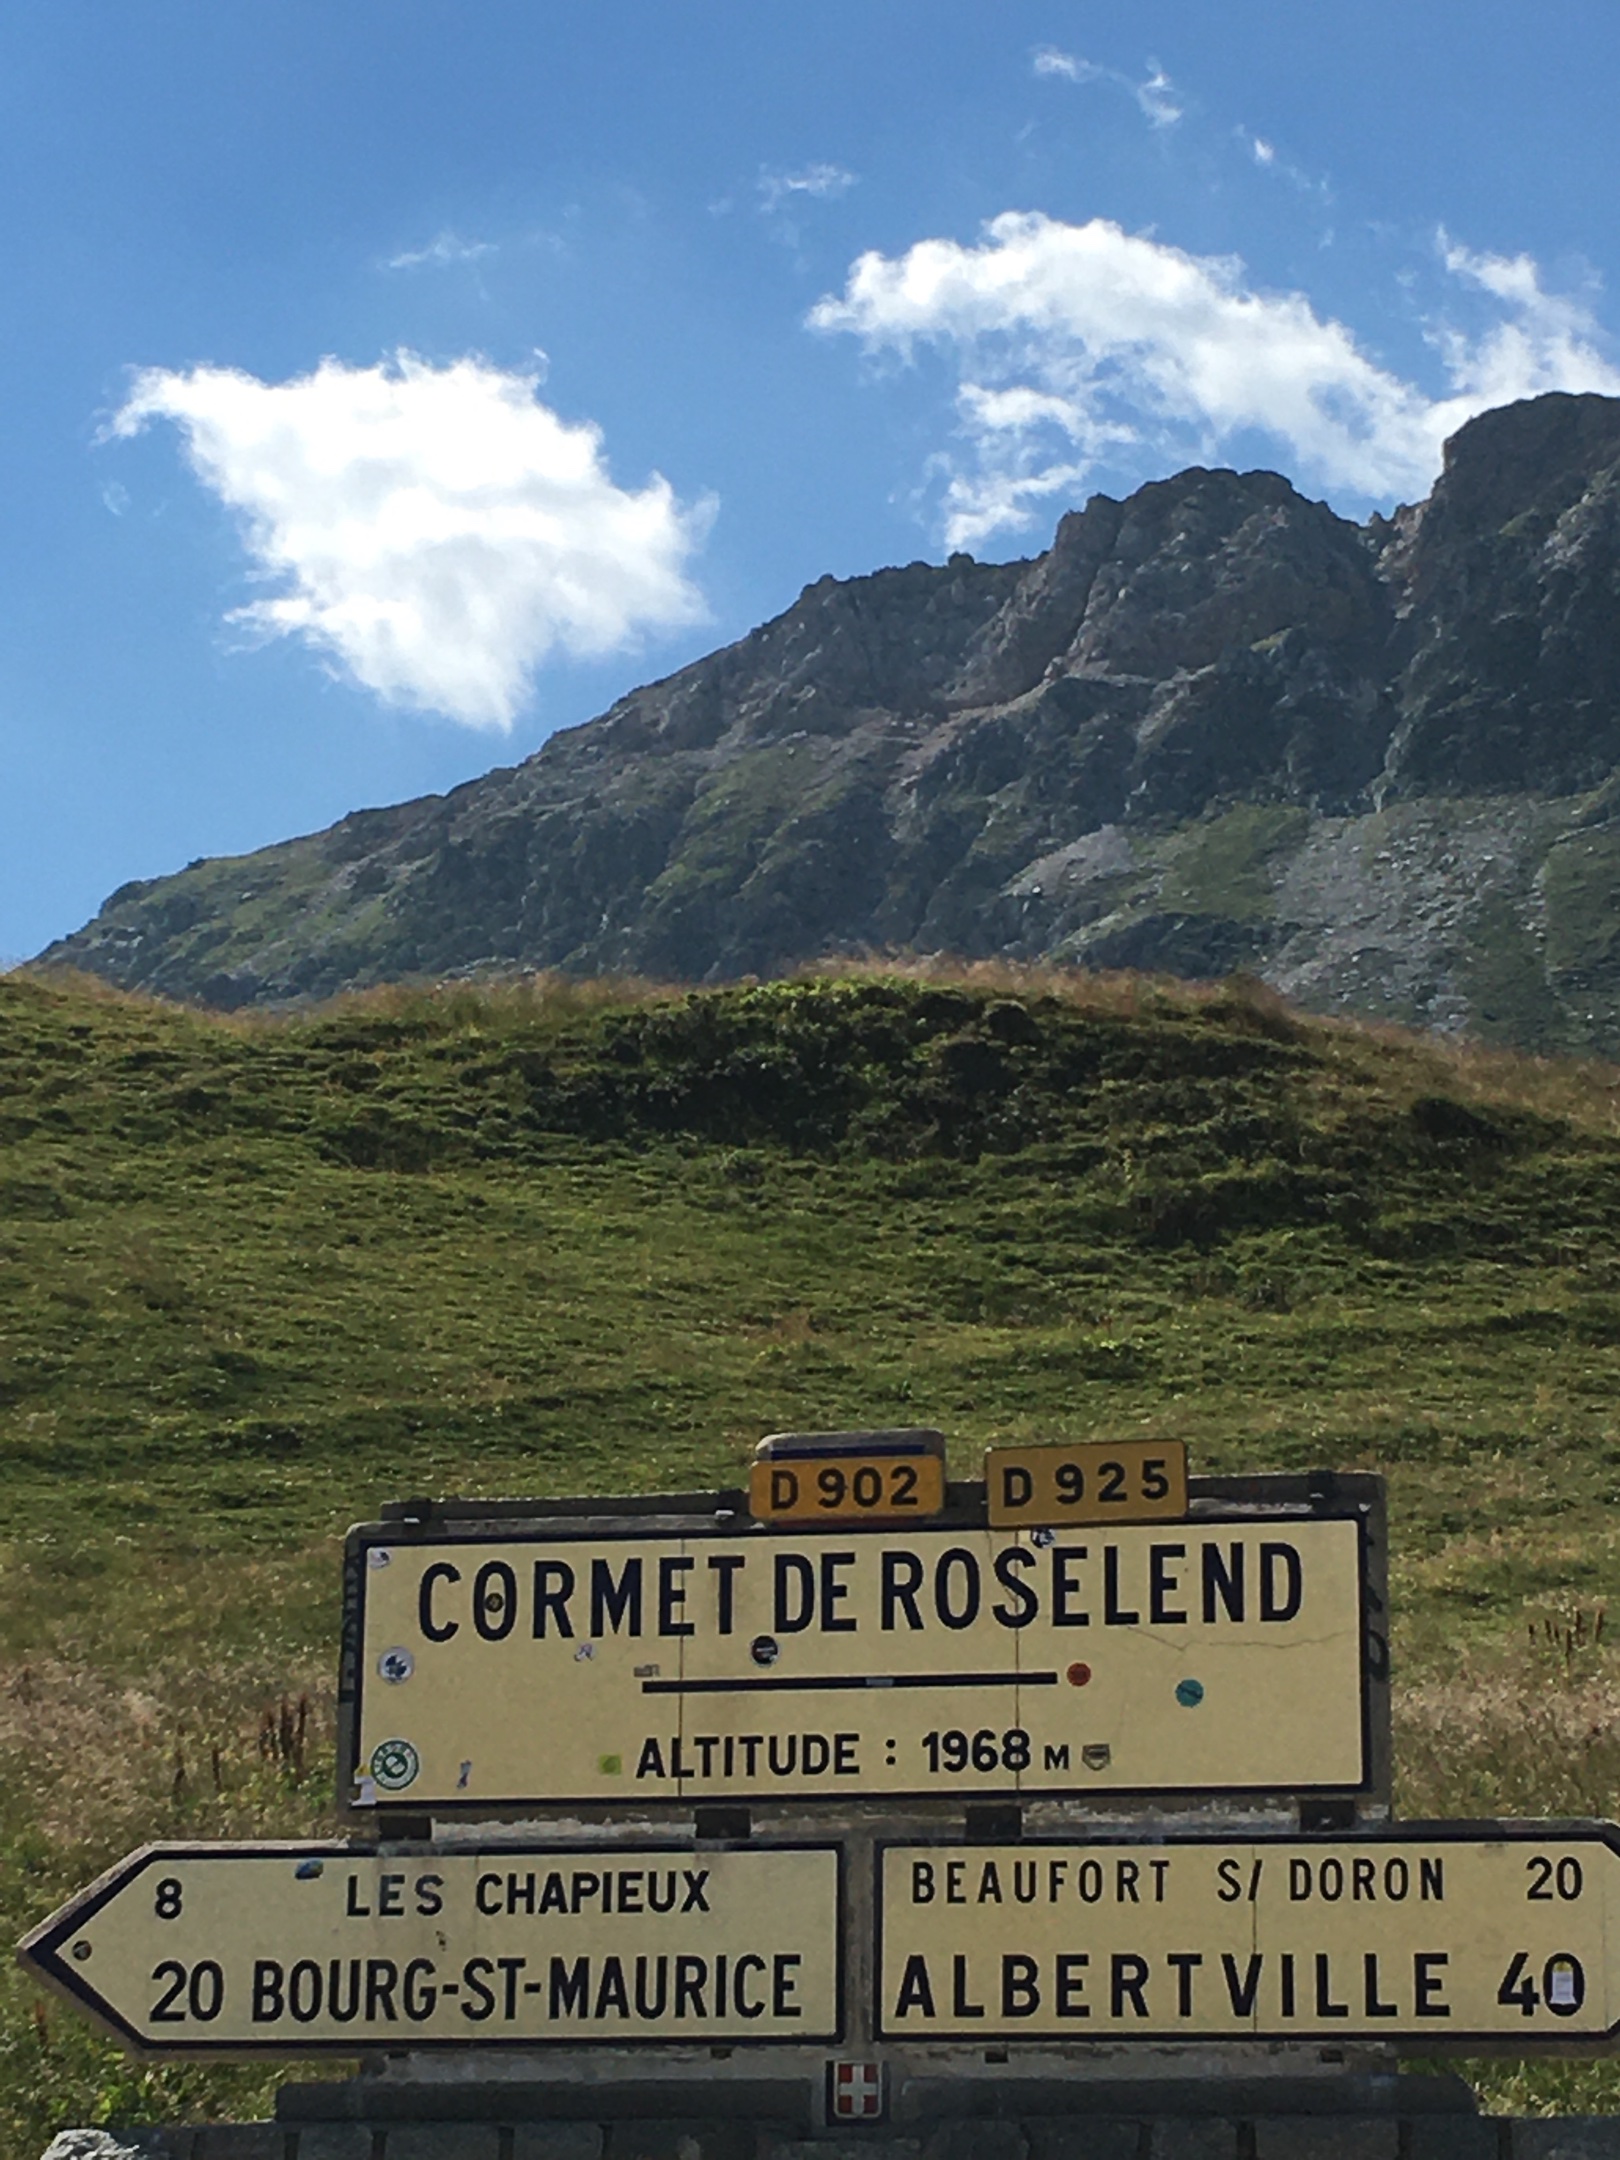 D 902 D 925
CORMET DE ROSELEND
ALTITUDE : 1968 M
8 LES CHAPIEUX
20 BOURG-ST-MAURICE
BEAUFORT S/ DORON 20
ALBERTVILLE 40